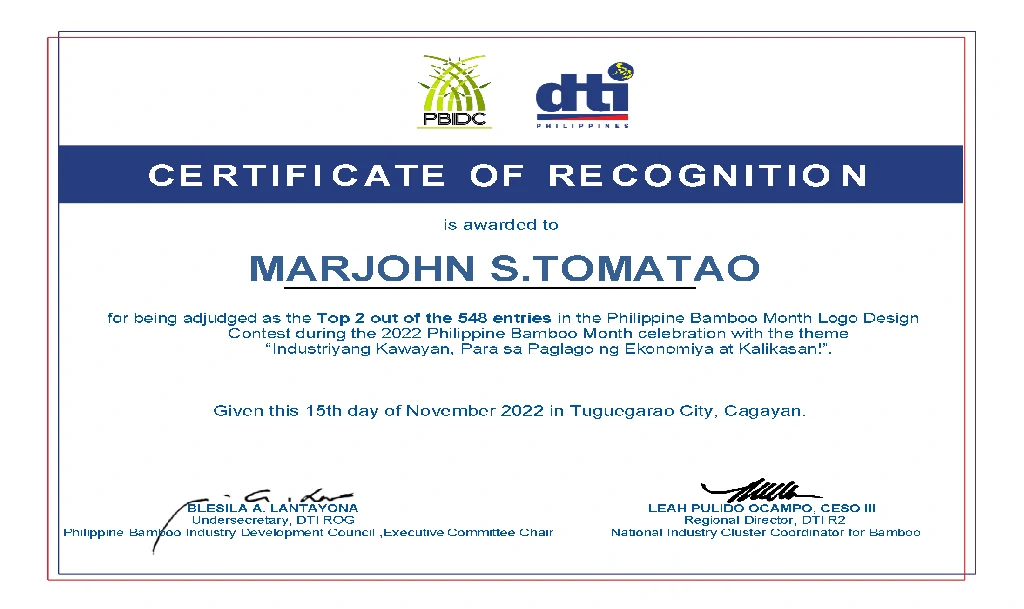 PBIDC
dti
PHILIPPINES
CERTIFICATE OF RECOGNITION
is awarded to
MARJOHN S.TOMATAO
for being adjudged as the Top 2 out of the 548 entries in the Philippine Bamboo Month Logo Design
Contest during the 2022 Philippine Bamboo Month celebration with the theme
“Industriyang Kawayan, Para sa Paglago ng Ekonomiya at Kalikasan!”.
Given this 15th day of November 2022 in Tuguegarao City, Cagayan.
BLESILA A. LANTAYONA
Undersecretary, DTI ROG
Philippine Bamboo Industry Development Council ,Executive Committee Chair
LEAH PULIDO OCAMPO, CESO III
Regional Director, DTI R2
National Industry Cluster Coordinator for Bamboo